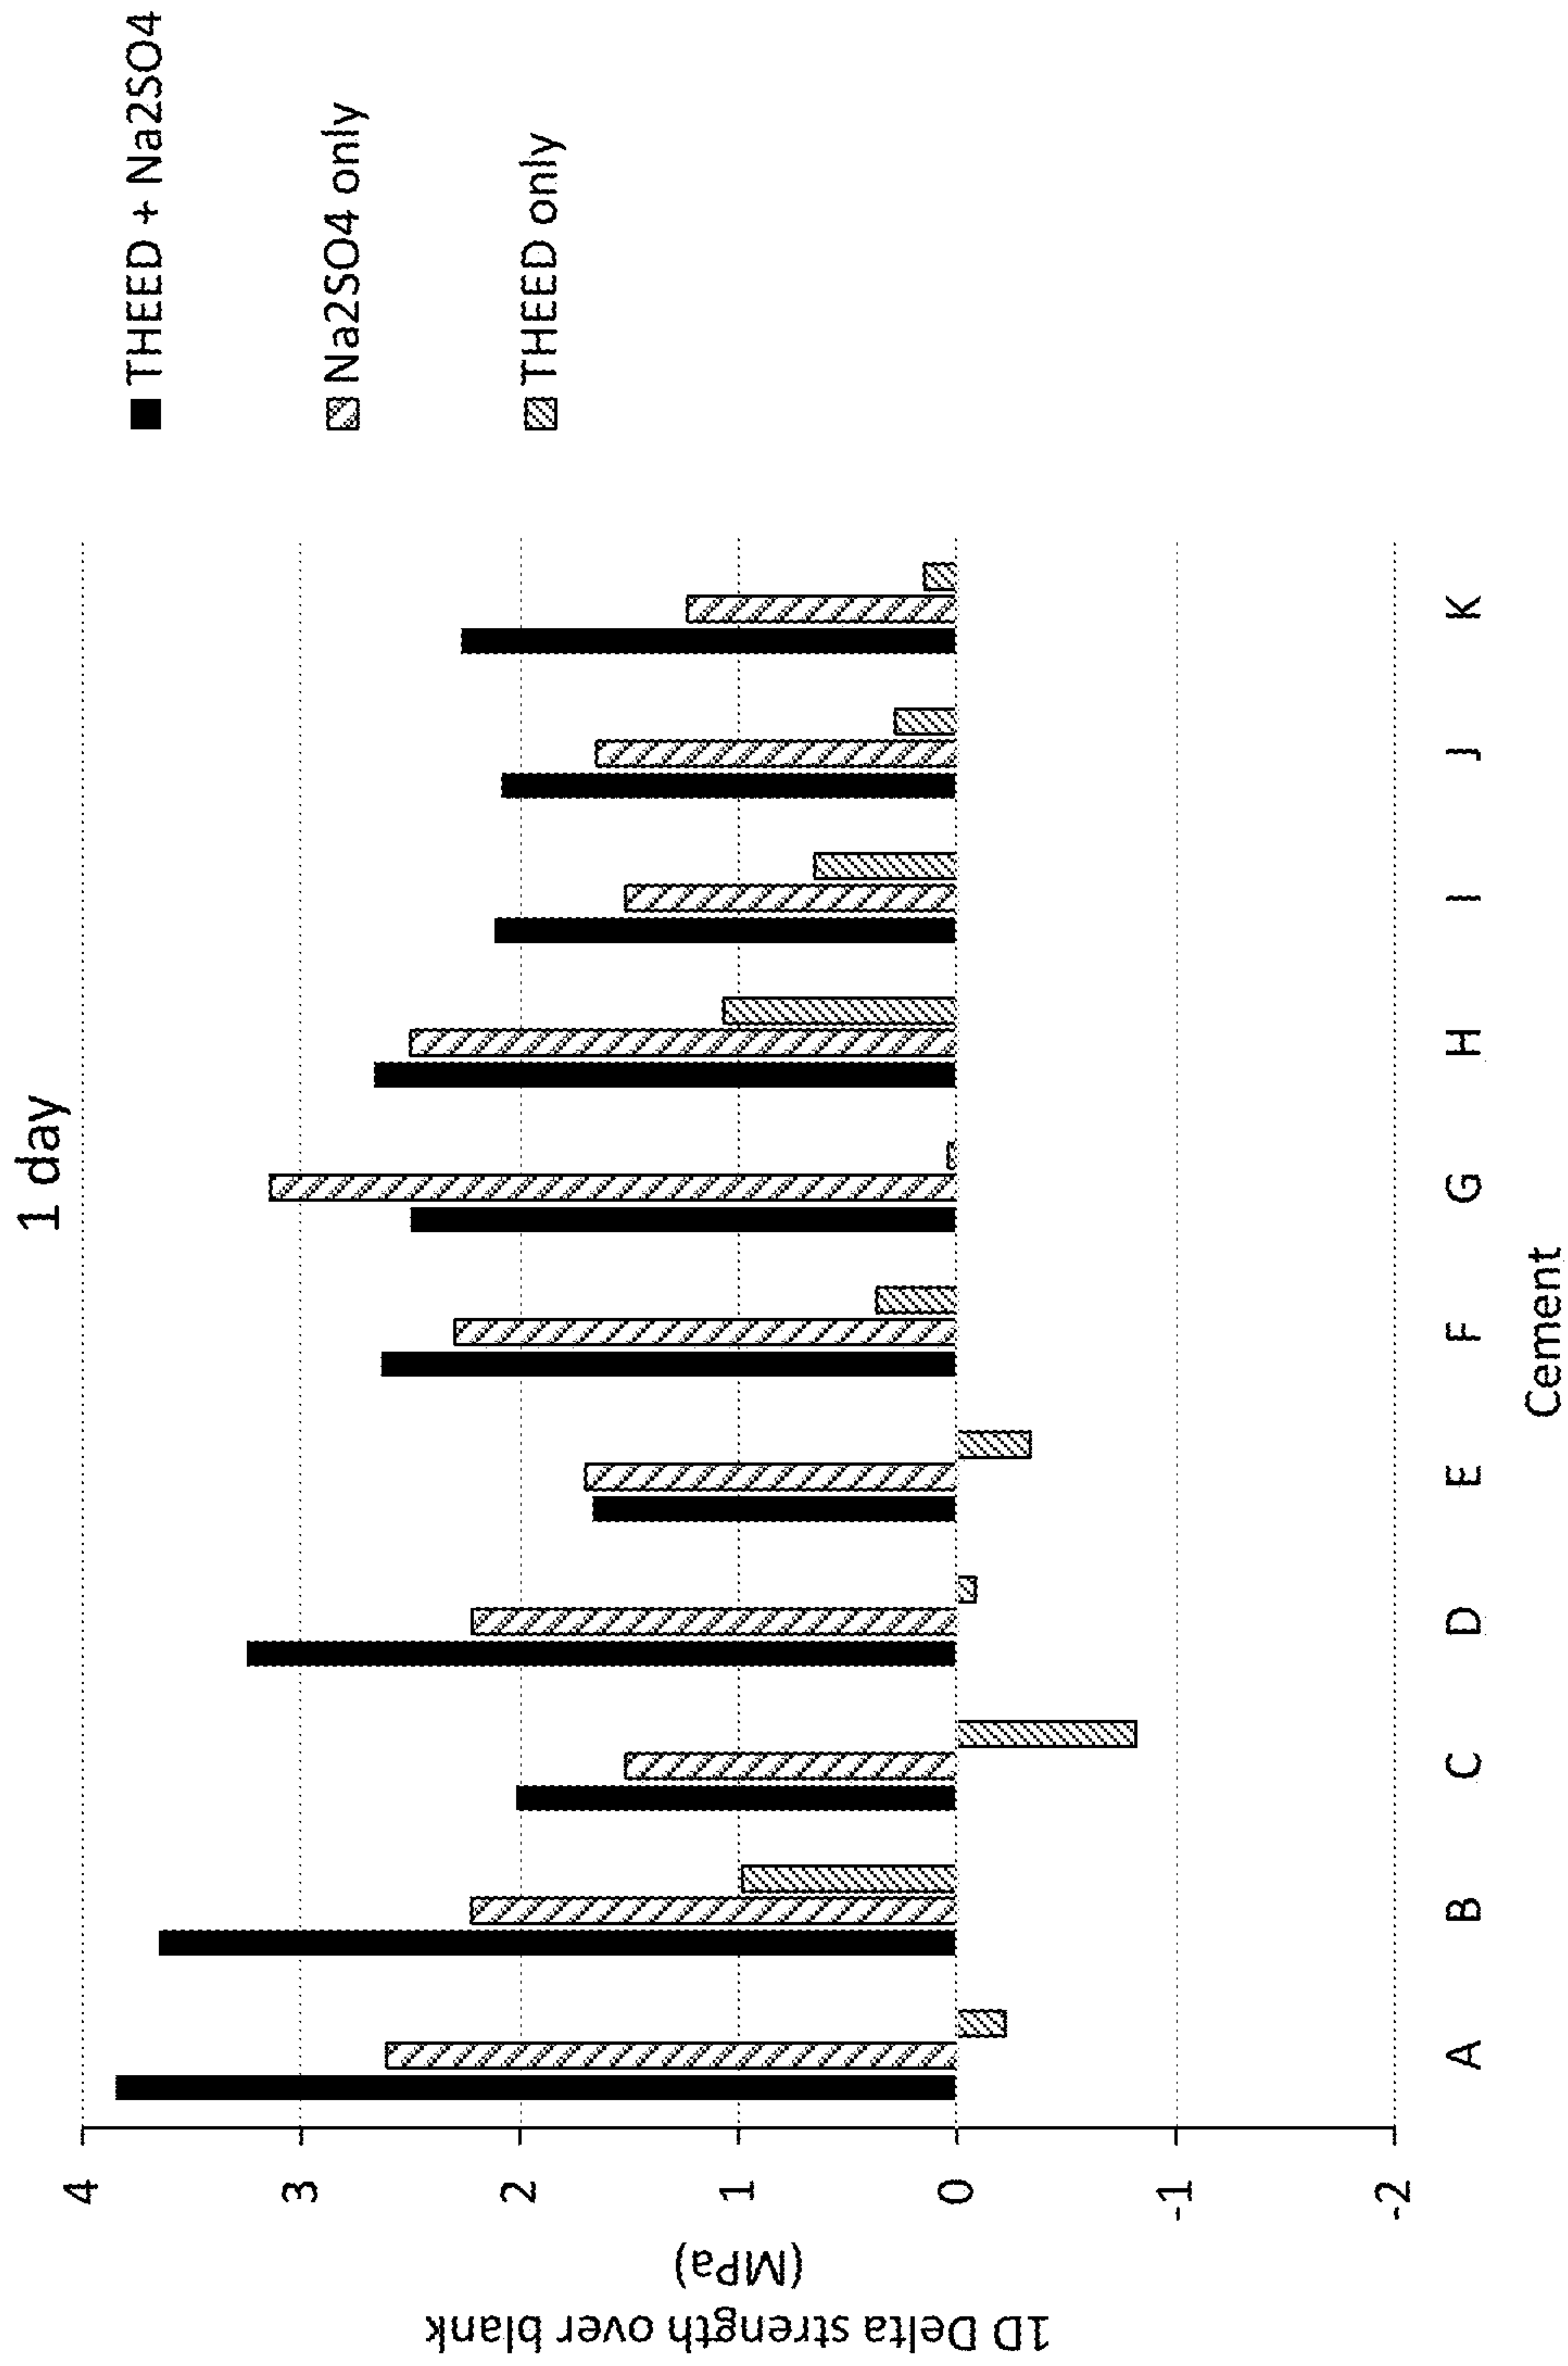 1 day
THEED + Na2SO4
Na2SO4 only
THEED only
1D Delta strength over blank
(MPa)
4
3
2
1
0
-1
-2
A B C D E F G H I J K
Cement